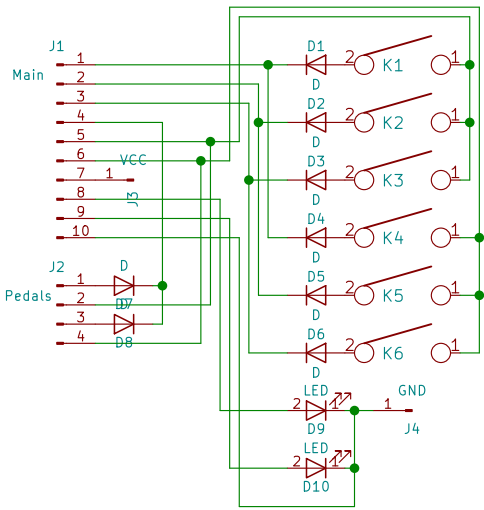 J1
Main
1
2
3
4
5
6
7
8
9
10
VCC
1
J3
J2
Pedals
1
2
3
4
D
D7
D
D8
D1
D
2
K1
1
D2
D
2
K2
1
D3
D
2
K3
1
D4
D
2
K4
1
D5
D
2
K5
1
D6
D
2
K6
1
LED
2
1
D9
LED
2
1
D10
GND
1
J4